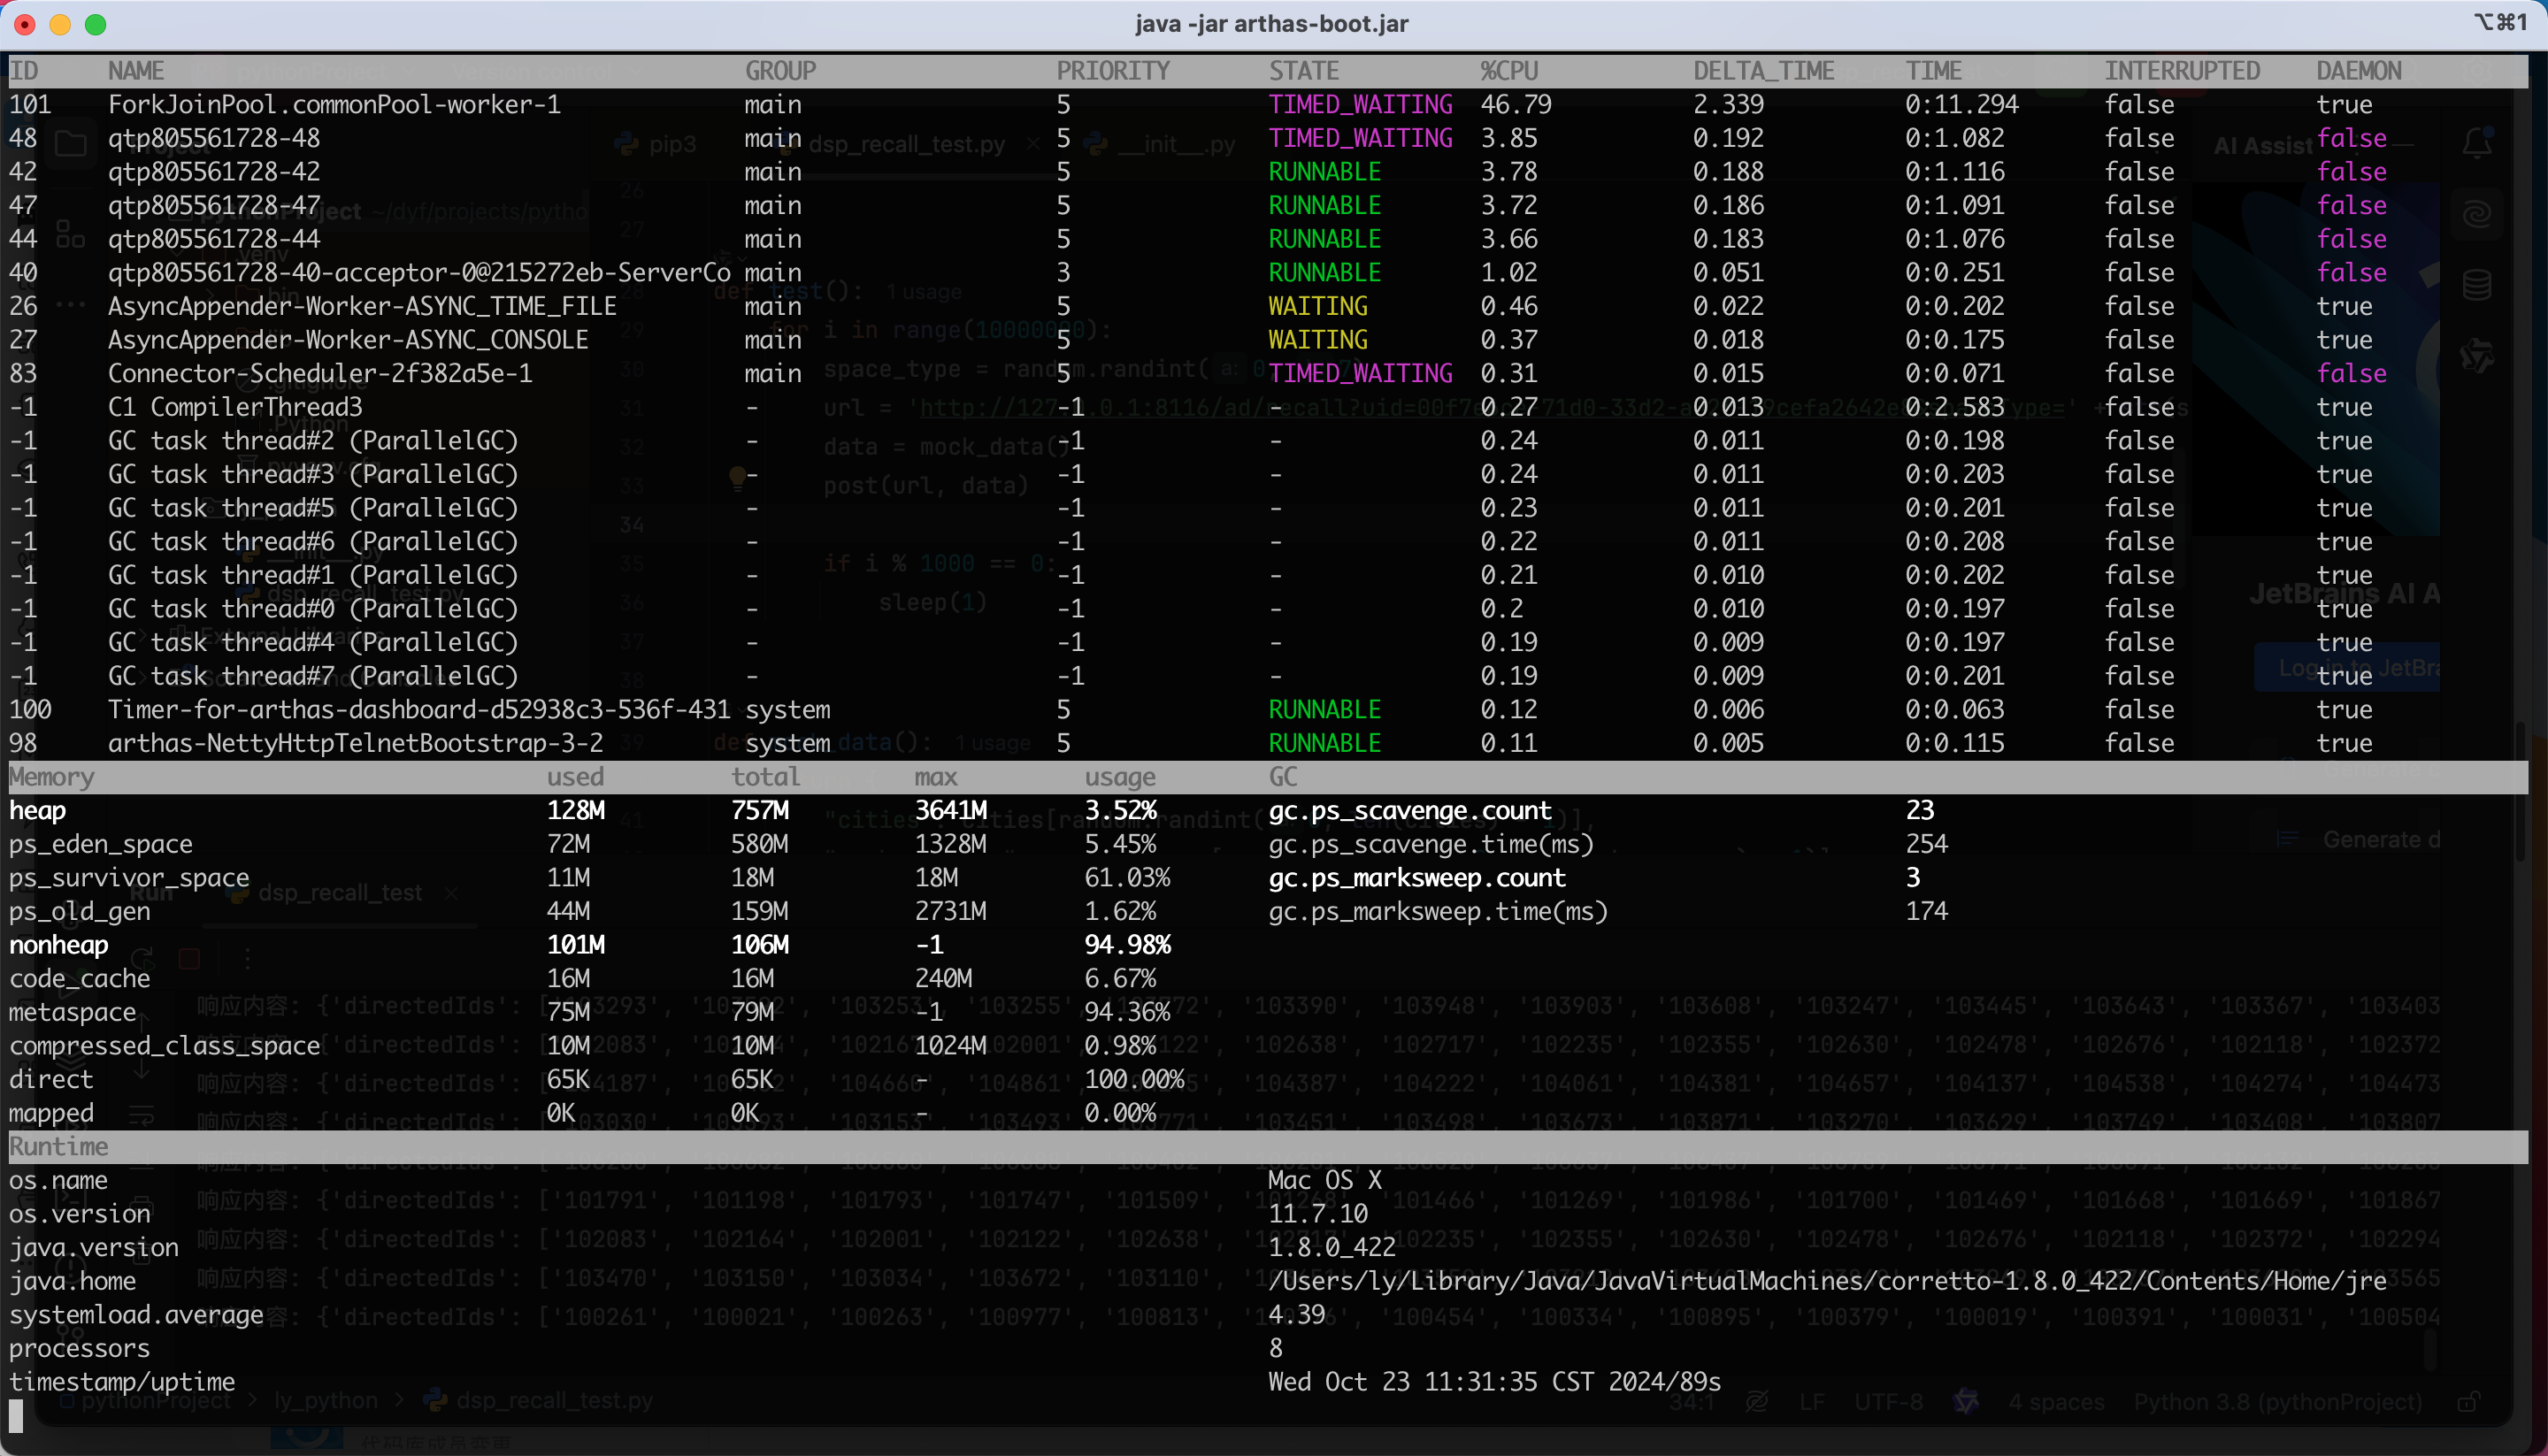 java -jar arthas-boot.jar
⌥⌘1
ID NAME GROUP PRIORITY STATE %CPU DELTA_TIME TIME INTERRUPTED DAEMON
101 ForkJoinPool.commonPool-worker-1 main 5 TIMED_WAITING 46.79 2.339 0:11.294 false true
48 qtp805561728-48 main 5 TIMED_WAITING 3.85 0.192 0:1.082 false false
42 qtp805561728-42 main 5 RUNNABLE 3.78 0.188 0:1.116 false false
47 qtp805561728-47 main 5 RUNNABLE 3.72 0.186 0:1.091 false false
44 qtp805561728-44 main 5 RUNNABLE 3.66 0.183 0:1.076 false false
40 qtp805561728-40-acceptor-0@215272eb-ServerCo main 3 RUNNABLE 1.02 0.051 0:0.251 false false
26 AsyncAppender-Worker-ASYNC_TIME_FILE main 5 WAITING 0.46 0.022 0:0.202 false true
27 AsyncAppender-Worker-ASYNC_CONSOLE main 5 WAITING 0.37 0.018 0:0.175 false true
83 Connector-Scheduler-2f382a5e-1 main 5 TIMED_WAITING 0.31 0.015 0:0.071 false false
-1 C1 CompilerThread3 - -1 - 0.27 0.013 0:2.583 false true
-1 GC task thread#2 (ParallelGC) - -1 - 0.24 0.011 0:0.198 false true
-1 GC task thread#3 (ParallelGC) - -1 - 0.24 0.011 0:0.203 false true
-1 GC task thread#5 (ParallelGC) - -1 - 0.23 0.011 0:0.201 false true
-1 GC task thread#6 (ParallelGC) - -1 - 0.22 0.011 0:0.208 false true
-1 GC task thread#1 (ParallelGC) - -1 - 0.21 0.010 0:0.202 false true
-1 GC task thread#0 (ParallelGC) - -1 - 0.2 0.010 0:0.197 false true
-1 GC task thread#4 (ParallelGC) - -1 - 0.19 0.009 0:0.197 false true
-1 GC task thread#7 (ParallelGC) - -1 - 0.19 0.009 0:0.201 false true
100 Timer-for-arthas-dashboard-d52938c3-536f-431 system 5 RUNNABLE 0.12 0.006 0:0.063 false true
98 arthas-NettyHttpTelnetBootstrap-3-2 system 5 RUNNABLE 0.11 0.005 0:0.115 false true
Memory used total max usage GC
heap 128M 757M 3641M 3.52% gc.ps_scavenge.count 23
ps_eden_space 72M 580M 1328M 5.45% gc.ps_scavenge.time(ms) 254
ps_survivor_space 11M 18M 18M 61.03% gc.ps_marksweep.count 3
ps_old_gen 44M 159M 2731M 1.62% gc.ps_marksweep.time(ms) 174
nonheap 101M 106M -1 94.98%
code_cache 16M 16M 240M 6.67%
metaspace 75M 79M -1 94.36%
compressed_class_space 10M 10M 1024M 0.98%
direct 65K 65K - 100.00%
mapped 0K 0K - 0.00%
Runtime
os.name Mac OS X
os.version 11.7.10
java.version 1.8.0_422
java.home /Users/ly/Library/Java/JavaVirtualMachines/corretto-1.8.0_422/Contents/Home/jre
systemload.average 4.39
processors 8
timestamp/uptime Wed Oct 23 11:31:35 CST 2024/89s
pythonProject > ly_python > dsp_recall_test.py 34:1 LF UTF-8 4 spaces Python 3.8 (pythonProject)